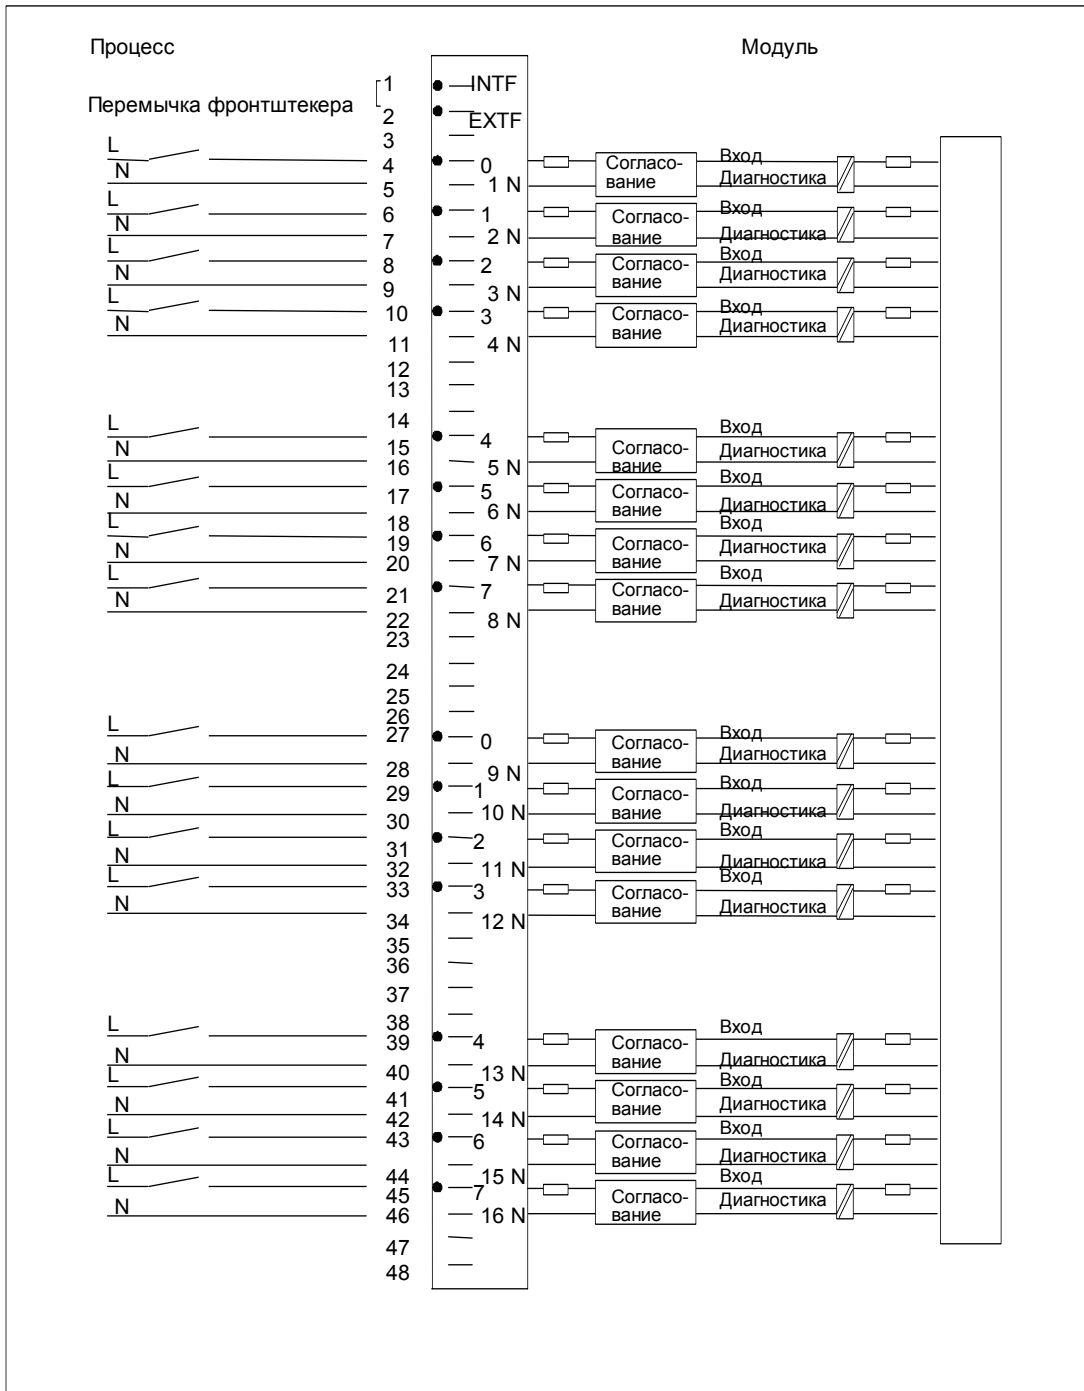 Процесс
Модуль
1
INTF
Перемычка фронтштекера
2
EXTF
3
L
4
0
Согласо-
вание
Вход
N
5
1 N
Диагностика
L
6
1
Согласо-
вание
Вход
N
7
2 N
Диагностика
L
8
2
Согласо-
вание
Вход
N
9
3 N
Диагностика
L
10
3
Согласо-
вание
Вход
N
11
4 N
Диагностика
12
13
14
L
15
4
Согласо-
вание
Вход
N
16
5 N
Диагностика
L
17
5
Согласо-
вание
Вход
N
18
6 N
Диагностика
L
19
6
Согласо-
вание
Вход
N
20
7 N
Диагностика
L
21
7
Согласо-
вание
Вход
N
22
8 N
Диагностика
23
24
25
26
L
27
0
Согласо-
вание
Вход
N
28
9 N
Диагностика
L
29
1
Согласо-
вание
Вход
N
30
10 N
Диагностика
L
31
2
Согласо-
вание
Вход
N
32
11 N
Диагностика
L
33
3
Согласо-
вание
Вход
N
34
12 N
Диагностика
35
36
37
38
L
39
4
Согласо-
вание
Вход
N
40
13 N
Диагностика
L
41
5
Согласо-
вание
Вход
N
42
14 N
Диагностика
L
43
6
Согласо-
вание
Вход
N
44
15 N
Диагностика
L
45
7
Согласо-
вание
Вход
N
46
16 N
Диагностика
47
48